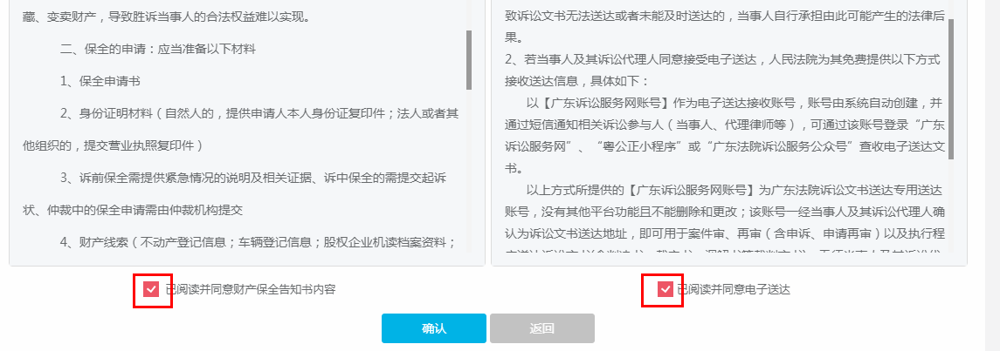 藏、变卖财产，导致胜诉当事人的合法权益难以实现。
二、保全的申请：应当准备以下材料
1、保全申请书
2、身份证明材料（自然人的，提供申请人本人身份证复印件；法人或者其
他组织的，提交营业执照复印件）
3、诉前保全需提供紧急情况的说明及相关证据、诉中保全的需提交起诉
状、仲裁中的保全申请需由仲裁机构提交
4、财产线索（不动产登记信息；车辆登记信息；股权企业机读档案资料；
已阅读并同意财产保全告知书内容
致诉讼文书无法送达或者未能及时送达的，当事人自行承担由此可能产生的法律后
果。
2、若当事人及其诉讼代理人同意接受电子送达，人民法院为其免费提供以下方式
接收送达信息，具体如下：
以【广东诉讼服务网账号】作为电子送达接收账号，账号由系统自动创建，并
通过短信通知相关诉讼参与人（当事人、代理律师等），可通过该账号登录“广东
诉讼服务网”、“粤公正小程序”或“广东法院诉讼服务公众号”查收电子送达文
书。
以上方式所提供的【广东诉讼服务网账号】为广东法院诉讼文书送达专用送达
账号，没有其他平台功能且不能删除和更改；该账号一经当事人及其诉讼代理人确
认为诉讼文书送达地址，即可用于案件审、再审（含申诉、申请再审）以及执行程
已阅读并同意电子送达
确认
返回